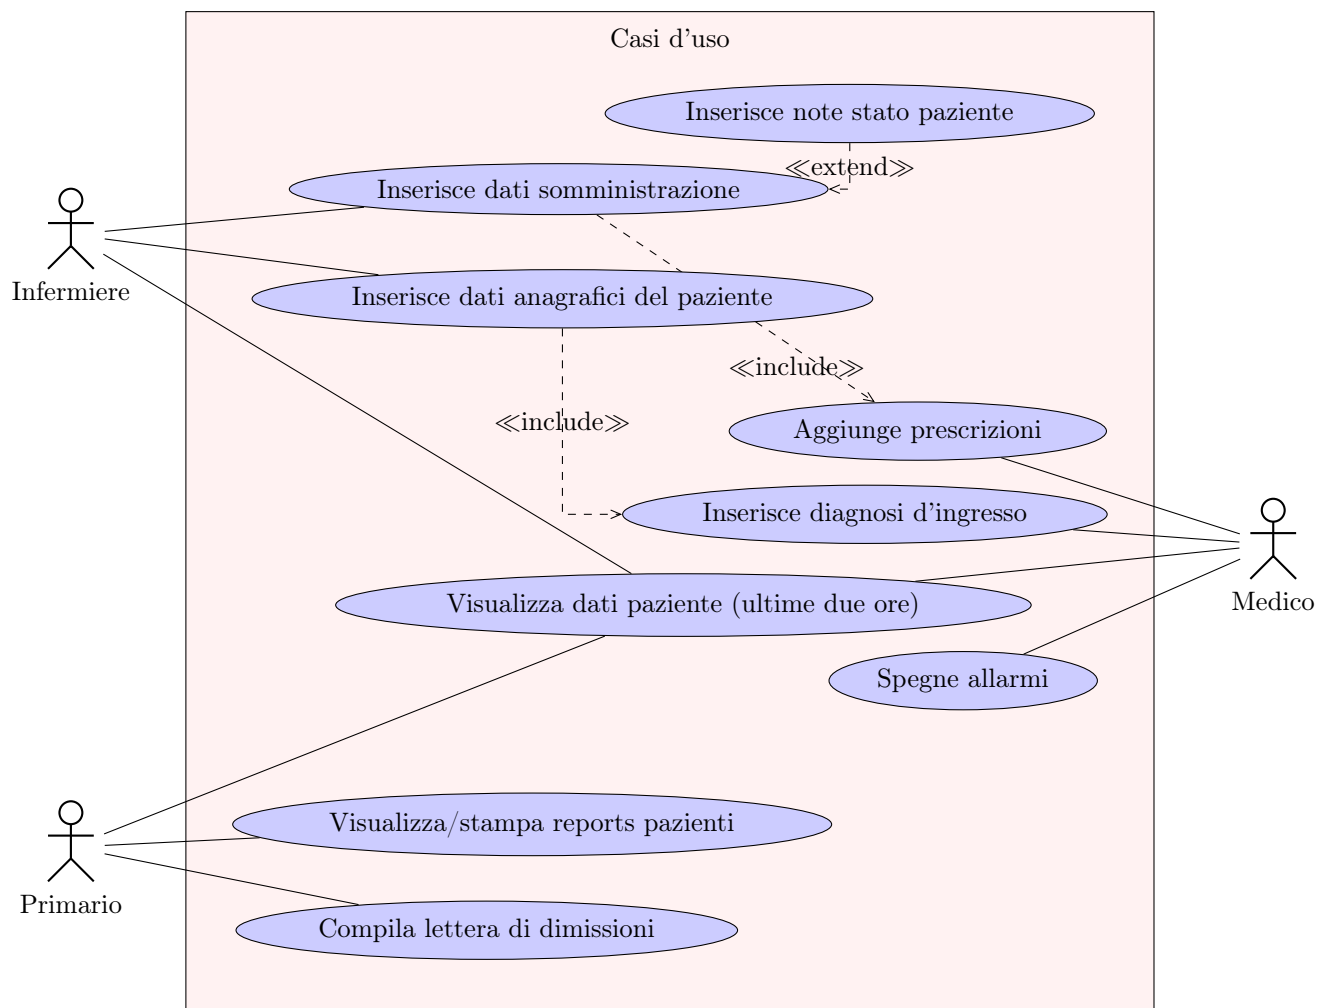 Casi d'uso
Inserisce note stato paziente
≪extend≫
Inserisce dati somministrazione
Infermiere
Inserisce dati anagrafici del paziente
≪include≫
≪include≫
Aggiunge prescrizioni
Inserisce diagnosi d'ingresso
Medico
Visualizza dati paziente (ultime due ore)
Spegne allarmi
Visualizza/stampa reports pazienti
Primario
Compila lettera di dimissioni